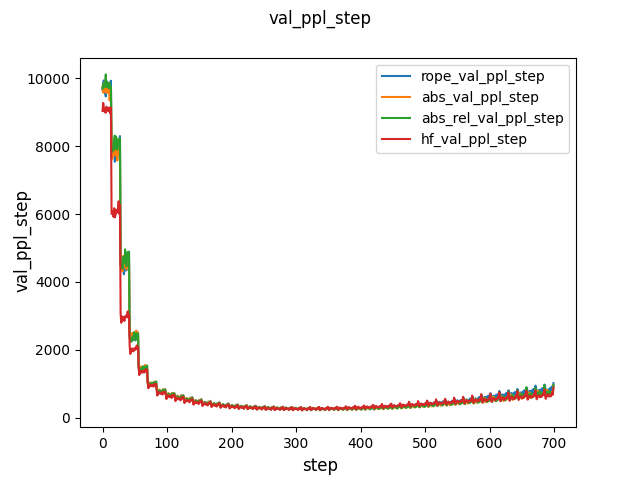 val_ppl_step
rope_val_ppl_step
abs_val_ppl_step
abs_rel_val_ppl_step
hf_val_ppl_step
val_ppl_step
10000
8000
6000
4000
2000
0
0 100 200 300 400 500 600 700
step